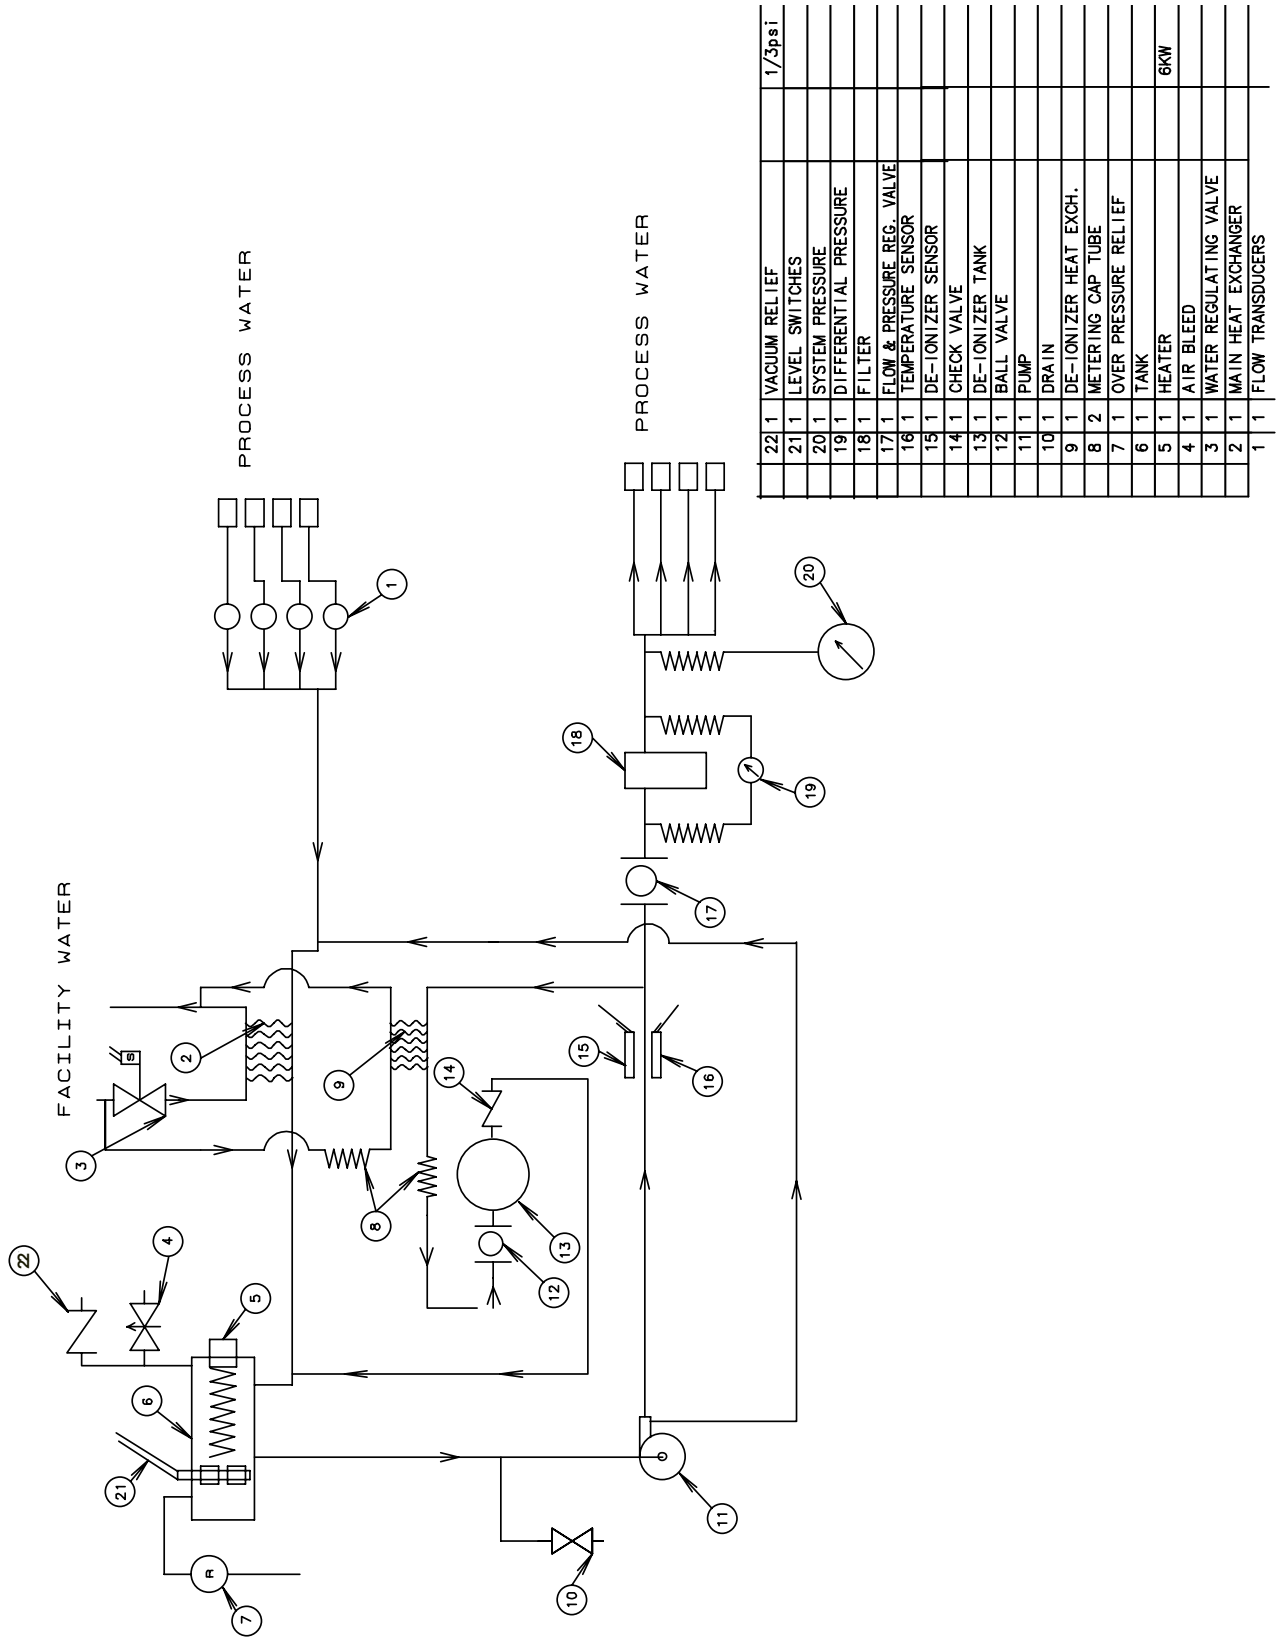 FACILITY WATER
PROCESS WATER
PROCESS WATER
22
4
3
2
S
9
8
14
5
6
21
R
7
13
12
15
16
10
11
17
18
19
20
1
22 1 VACUUM RELIEF 1/3psi
21 1 LEVEL SWITCHES
20 1 SYSTEM PRESSURE
19 1 DIFFERENTIAL PRESSURE
18 1 FILTER
17 1 FLOW & PRESSURE REG. VALVE
16 1 TEMPERATURE SENSOR
15 1 DE-IONIZER SENSOR
14 1 CHECK VALVE
13 1 DE-IONIZER TANK
12 1 BALL VALVE
11 1 PUMP
10 1 DRAIN
9 1 DE-IONIZER HEAT EXCH.
8 2 METERING CAP TUBE
7 1 OVER PRESSURE RELIEF
6 1 TANK
5 1 HEATER 6KW
4 1 AIR BLEED
3 1 WATER REGULATING VALVE
2 1 MAIN HEAT EXCHANGER
1 1 FLOW TRANSDUCERS